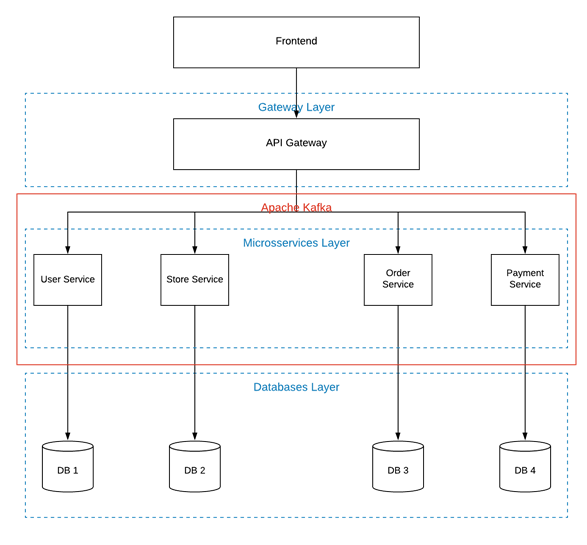 Frontend
Gateway Layer
API Gateway
Apache Kafka
Microsservices Layer
User Service
Store Service
Order
Service
Payment
Service
Databases Layer
DB 1
DB 2
DB 3
DB 4